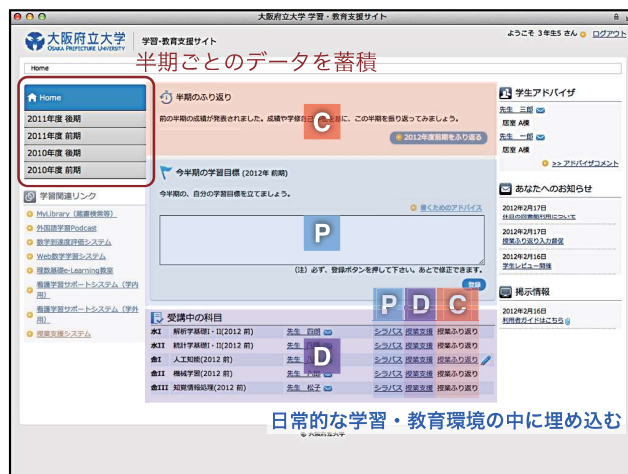 大阪府立大学 学習・教育支援サイト
大阪府立大学
OSAKA PREFECTURE UNIVERSITY
学習・教育支援サイト
ようこそ 3年生S さん
ログアウト
Home
半期ごとのデータを蓄積
Home
2011年度 後期
2011年度 前期
2010年度 後期
2010年度 前期
学習関連リンク
MyLibrary(蔵書検索等)
外国語学習Podcast
数学到達度評価システム
Web数学学習システム
理数基礎e-Learning教室
看護学習サポートシステム(学内用)
看護学習サポートシステム(学外用)
授業支援システム
半期のふり返り
前の半期の成績が発表されました。成績や学修自己
に、この半期を振り返ってみましょう。
C
2012年度前期をふり返る
今半期の学習目標 (2012年 前期)
今半期の、自分の学習目標を立てましょう。
書くためのアドバイス
P
(注) 必ず、登録ボタンを押して下さい。あとで修正できます。
登録
P D C
受講中の科目
水I 解析学基礎I・II(2012 前) 先生 四朗 シラバス 授業支援 授業ふり返り
水II 統計学基礎I・II(2012 前) 先生 シラバス 授業支援 授業ふり返り
金I 人工知能(2012 前) 先生 シラバス 授業支援 授業ふり返り
D
金II 機械学習(2012 前) 先生 シラバス 授業支援 授業ふり返り
金III 知覚情報処理(2012 前) 先生 松子 シラバス 授業支援 授業ふり返り
日常的な学習・教育環境の中に埋め込む
© 大阪府立大学
学生アドバイザ
先生 三郎
居室 A棟
先生 一郎
居室 A棟
>> アドバイザコメント
あなたへのお知らせ
2012年2月17日
休日の図書館利用について
2012年2月17日
授業ふり返り入力督促
2012年2月16日
学生レビュー開催
掲示情報
2012年2月16日
利用者ガイドはこちら